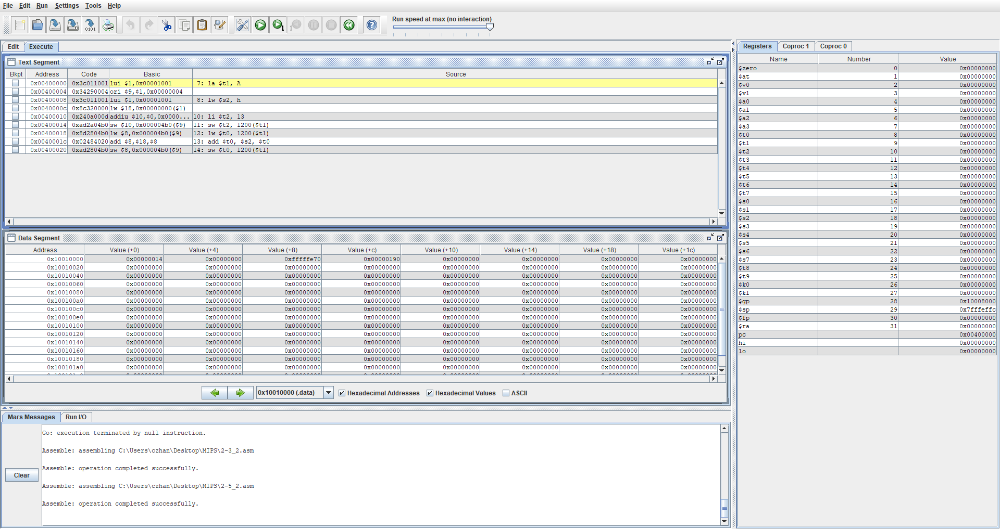 File Edit Run Settings Tools Help
Run speed at max (no interaction)
Edit Execute
Text Segment
Bkpt Address Code Basic Source
0x00400000 0x3c011001 lui $1,0x00001001 7: la $t1, A
0x00400004 0x34290004 ori $9,$1,0x00000004
0x00400008 0x3c011001 lui $1,0x00001001 8: lw $s2, h
0x0040000c 0x8c320000 lw $18,0x00000000($1)
0x00400010 0x240a000d addiu $10,$0,0x0000... 10: li $t2, 13
0x00400014 0xad2a04b0 sw $10,0x000004b0($9) 11: sw $t2, 1200($t1)
0x00400018 0x8d2804b0 lw $8,0x000004b0($9) 12: lw $t0, 1200($t1)
0x0040001c 0x02484020 add $8,$18,$8 13: add $t0, $s2, $t0
0x00400020 0xad2804b0 sw $8,0x000004b0($9) 14: sw $t0, 1200($t1)
Data Segment
Address Value (+0) Value (+4) Value (+8) Value (+c) Value (+10) Value (+14) Value (+18) Value (+1c)
0x10010000 0x00000014 0x00000000 0xfffffe70 0x00000190 0x00000000 0x00000000 0x00000000 0x00000000
0x10010020 0x00000000 0x00000000 0x00000000 0x00000000 0x00000000 0x00000000 0x00000000 0x00000000
0x10010040 0x00000000 0x00000000 0x00000000 0x00000000 0x00000000 0x00000000 0x00000000 0x00000000
0x10010060 0x00000000 0x00000000 0x00000000 0x00000000 0x00000000 0x00000000 0x00000000 0x00000000
0x10010080 0x00000000 0x00000000 0x00000000 0x00000000 0x00000000 0x00000000 0x00000000 0x00000000
0x100100a0 0x00000000 0x00000000 0x00000000 0x00000000 0x00000000 0x00000000 0x00000000 0x00000000
0x100100c0 0x00000000 0x00000000 0x00000000 0x00000000 0x00000000 0x00000000 0x00000000 0x00000000
0x100100e0 0x00000000 0x00000000 0x00000000 0x00000000 0x00000000 0x00000000 0x00000000 0x00000000
0x10010100 0x00000000 0x00000000 0x00000000 0x00000000 0x00000000 0x00000000 0x00000000 0x00000000
0x10010120 0x00000000 0x00000000 0x00000000 0x00000000 0x00000000 0x00000000 0x00000000 0x00000000
0x10010140 0x00000000 0x00000000 0x00000000 0x00000000 0x00000000 0x00000000 0x00000000 0x00000000
0x10010160 0x00000000 0x00000000 0x00000000 0x00000000 0x00000000 0x00000000 0x00000000 0x00000000
0x10010180 0x00000000 0x00000000 0x00000000 0x00000000 0x00000000 0x00000000 0x00000000 0x00000000
0x100101a0 0x00000000 0x00000000 0x00000000 0x00000000 0x00000000 0x00000000 0x00000000 0x00000000
0x10010000 (.data) Hexadecimal Addresses Hexadecimal Values ASCII
Mars Messages Run I/O
Go: execution terminated by null instruction.
Assemble: assembling C:\Users\czhan\Desktop\MIPS\2-3_2.asm
Assemble: operation completed successfully.
Clear
Assemble: assembling C:\Users\czhan\Desktop\MIPS\2-5_2.asm
Assemble: operation completed successfully.
Registers Coproc 1 Coproc 0
Name Number Value
$zero 0 0x00000000
$at 1 0x00000000
$v0 2 0x00000000
$v1 3 0x00000000
$a0 4 0x00000000
$a1 5 0x00000000
$a2 6 0x00000000
$a3 7 0x00000000
$t0 8 0x00000000
$t1 9 0x00000000
$t2 10 0x00000000
$t3 11 0x00000000
$t4 12 0x00000000
$t5 13 0x00000000
$t6 14 0x00000000
$t7 15 0x00000000
$s0 16 0x00000000
$s1 17 0x00000000
$s2 18 0x00000000
$s3 19 0x00000000
$s4 20 0x00000000
$s5 21 0x00000000
$s6 22 0x00000000
$s7 23 0x00000000
$t8 24 0x00000000
$t9 25 0x00000000
$k0 26 0x00000000
$k1 27 0x00000000
$gp 28 0x10008000
$sp 29 0x7fffeffc
$fp 30 0x00000000
$ra 31 0x00000000
pc 0x00400000
hi 0x00000000
lo 0x00000000